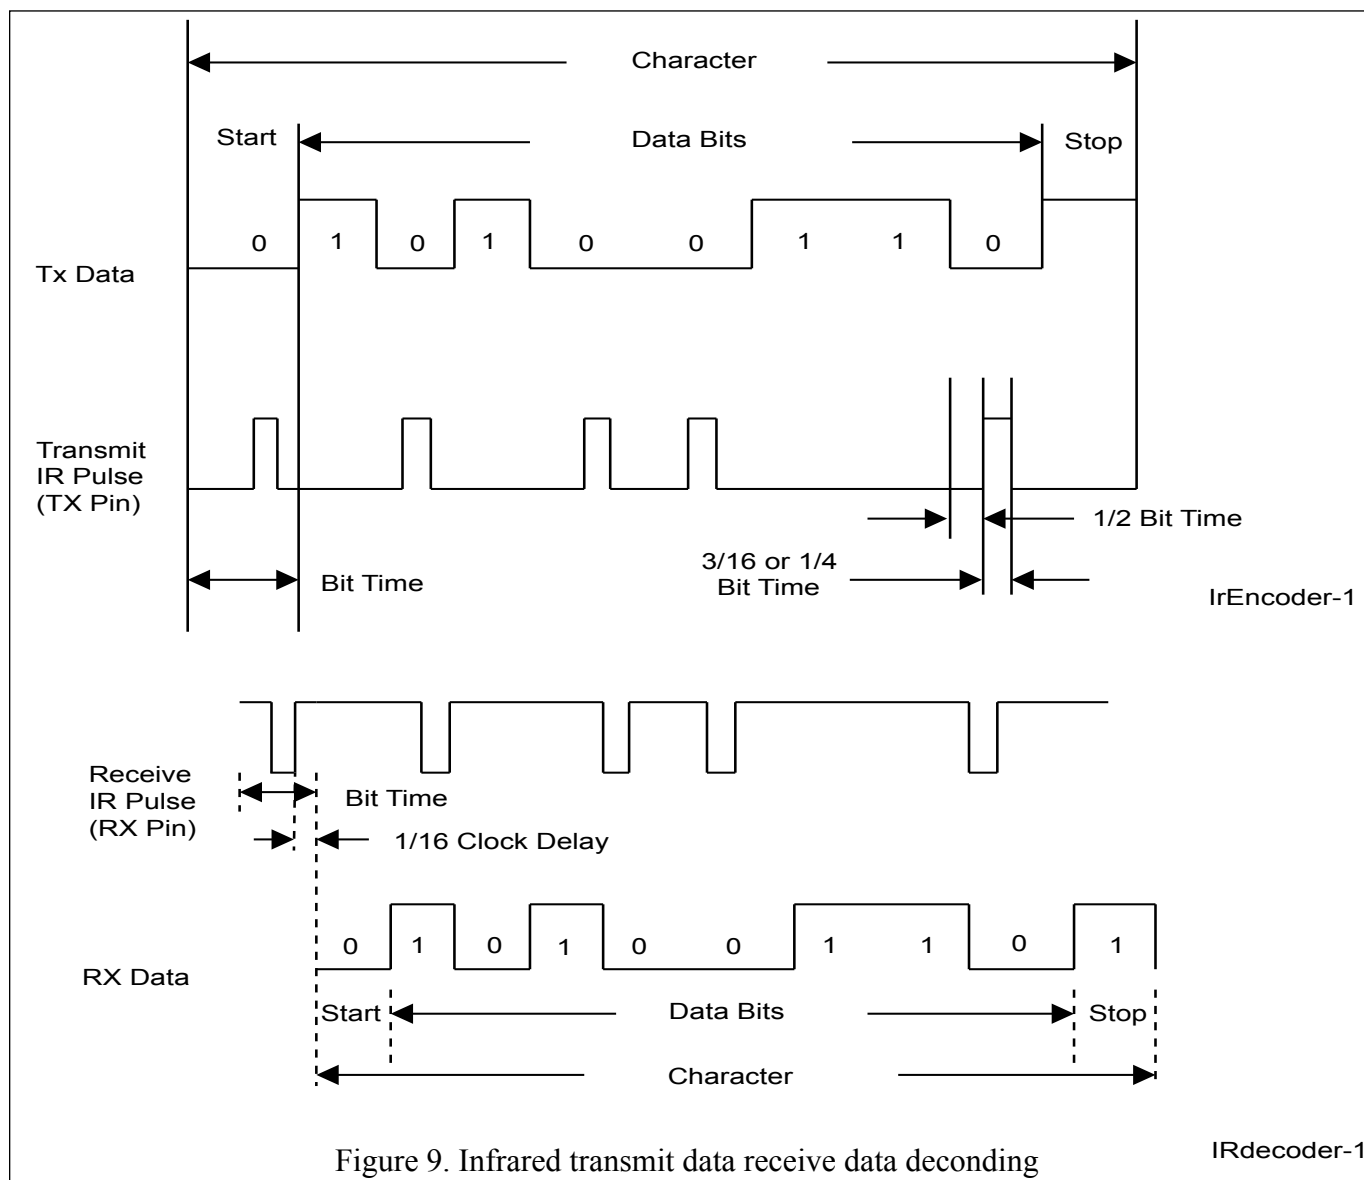 Character
Start Data Bits Stop
0 1 0 1 0 0 1 1 0
Tx Data
Transmit
IR Pulse
(TX Pin)
1/2 Bit Time
3/16 or 1/4
Bit Time
Bit Time
IrEncoder-1
Receive
IR Pulse
(RX Pin)
Bit Time
1/16 Clock Delay
0 1 0 1 0 0 1 1 0 1
RX Data
Start Data Bits Stop
Character
IRdecoder-1
Figure 9. Infrared transmit data receive data deconding